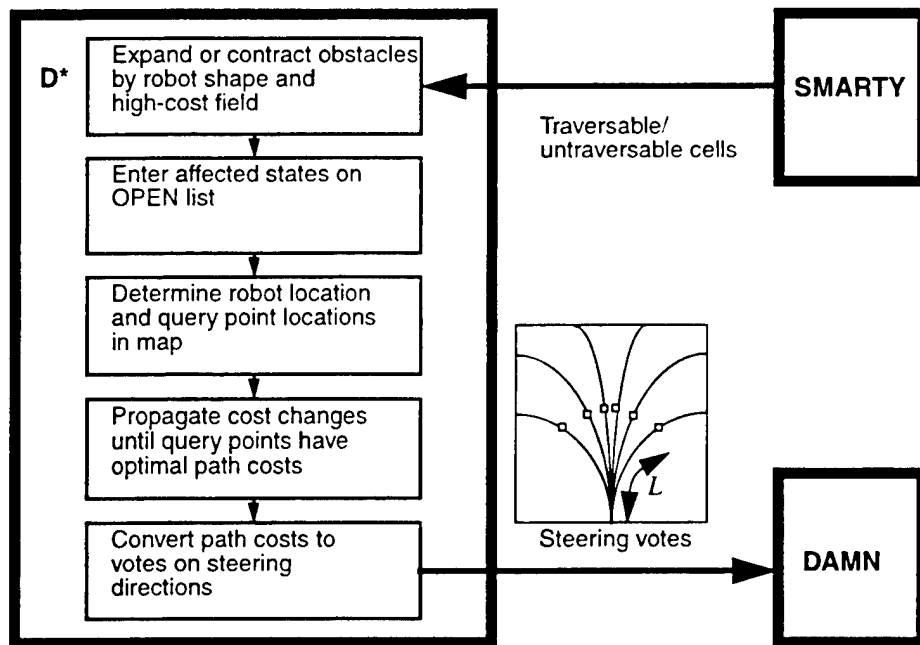 D*
Expand or contract obstacles
by robot shape and
high-cost field
Enter affected states on
OPEN list
Determine robot location
and query point locations
in map
Propagate cost changes
until query points have
optimal path costs
Convert path costs to
votes on steering
directions
SMARTY
Traversable/
untraversable cells
L
Steering votes
DAMN